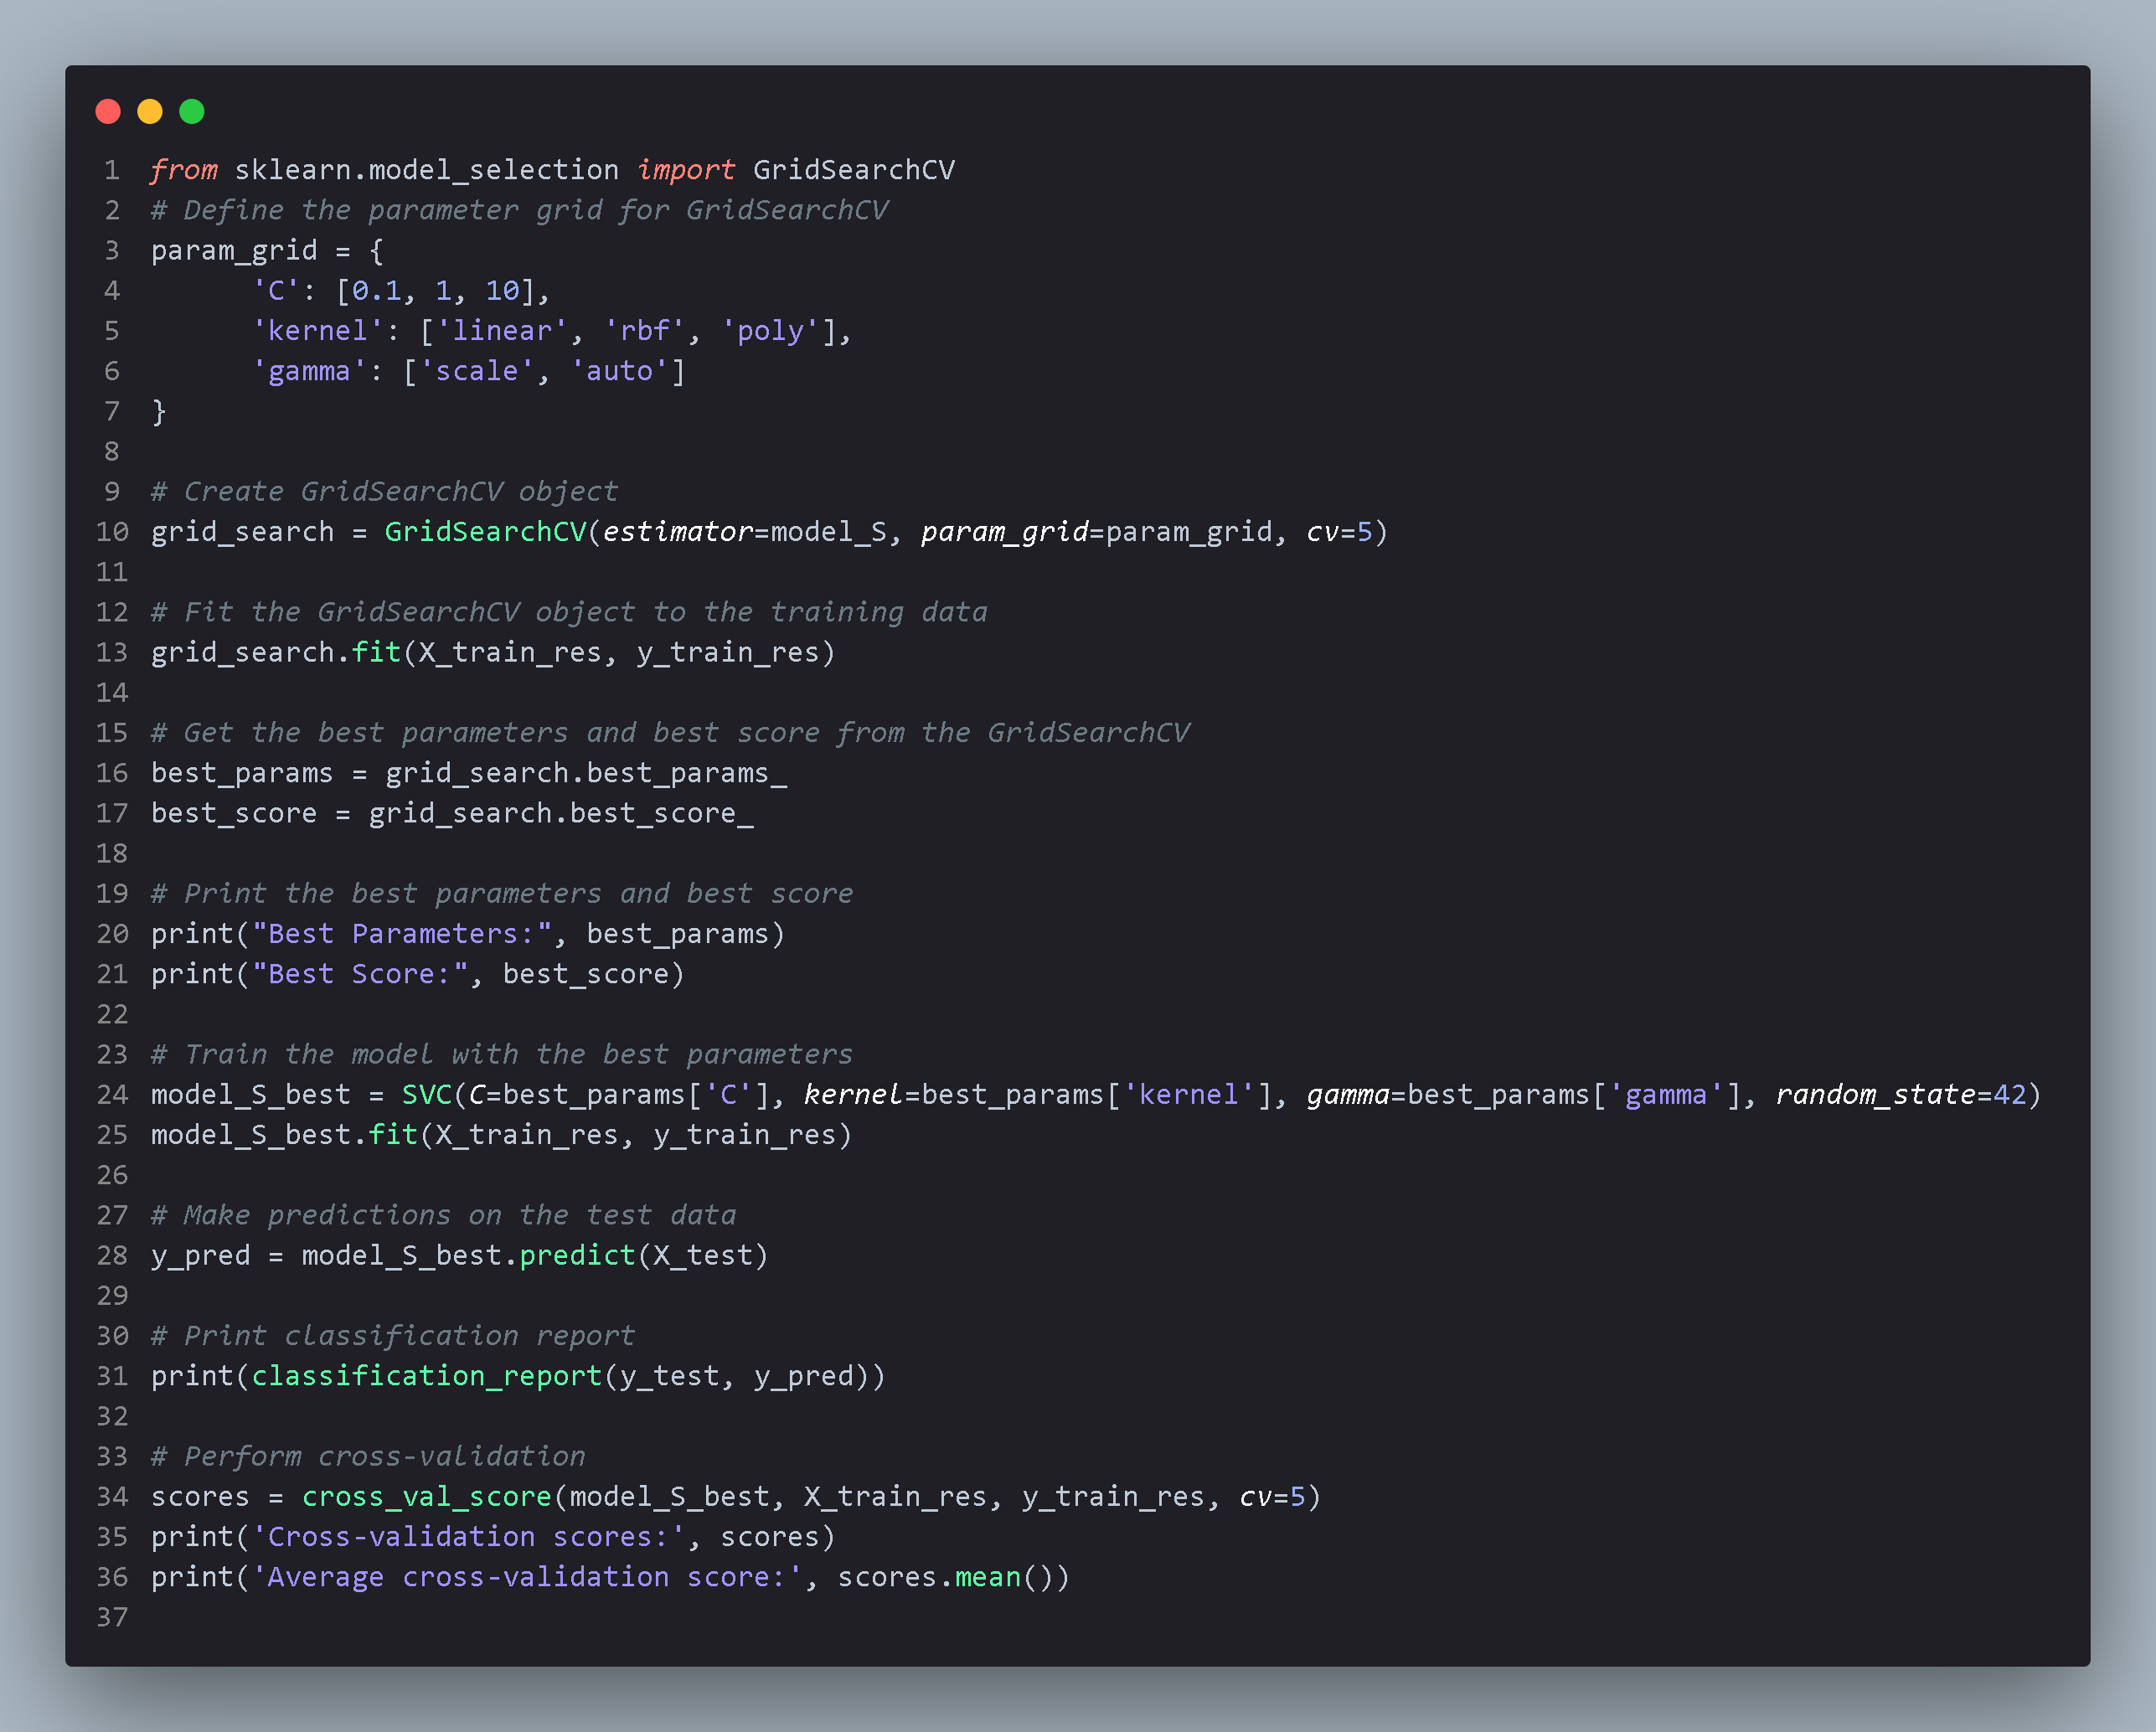 1 from sklearn.model_selection import GridSearchCV
2 # Define the parameter grid for GridSearchCV
3 param_grid = {
4       'C': [0.1, 1, 10],
5       'kernel': ['linear', 'rbf', 'poly'],
6       'gamma': ['scale', 'auto']
7 }
8
9 # Create GridSearchCV object
10 grid_search = GridSearchCV(estimator=model_S, param_grid=param_grid, cv=5)
11
12 # Fit the GridSearchCV object to the training data
13 grid_search.fit(X_train_res, y_train_res)
14
15 # Get the best parameters and best score from the GridSearchCV
16 best_params = grid_search.best_params_
17 best_score = grid_search.best_score_
18
19 # Print the best parameters and best score
20 print("Best Parameters:", best_params)
21 print("Best Score:", best_score)
22
23 # Train the model with the best parameters
24 model_S_best = SVC(C=best_params['C'], kernel=best_params['kernel'], gamma=best_params['gamma'], random_state=42)
25 model_S_best.fit(X_train_res, y_train_res)
26
27 # Make predictions on the test data
28 y_pred = model_S_best.predict(X_test)
29
30 # Print classification report
31 print(classification_report(y_test, y_pred))
32
33 # Perform cross-validation
34 scores = cross_val_score(model_S_best, X_train_res, y_train_res, cv=5)
35 print('Cross-validation scores:', scores)
36 print('Average cross-validation score:', scores.mean())
37